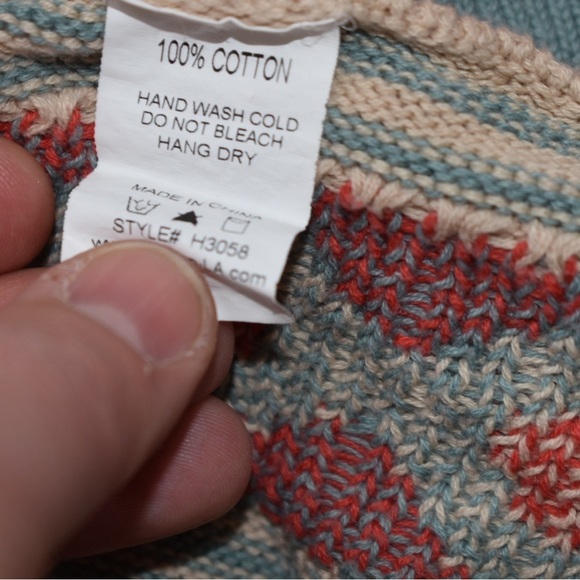 100% COTTON
HAND WASH COLD
DO NOT BLEACH
HANG DRY
MADE IN CHINA
STYLE# H3058